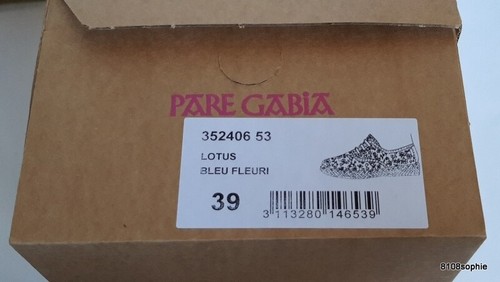 PARE GABIA
352406 53
LOTUS
BLEU FLEURI
39
3 113280 146539
8108sophie